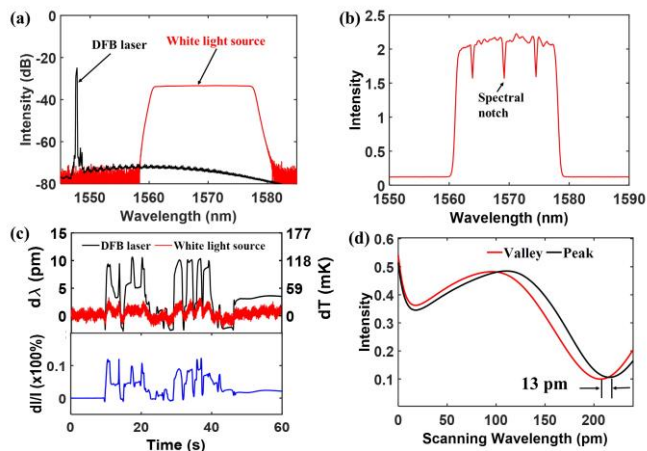 (a)
DFB laser
White light source
Intensity (dB)
0
-20
-40
-60
-80
1550 1560 1570 1580
Wavelength (nm)
(b)
Spectral
notch
Intensity
2.5
2
1.5
1
0.5
0
1550 1560 1570 1580 1590
Wavelength (nm)
(c)
DFB laser White light source
dλ (pm)
15
10
5
0
177
118
59
0
dT (mK)
dI/I (x100%)
0.1
0
0 20 40 60
Time (s)
(d)
Valley Peak
Intensity
0.6
0.5
0.4
0.3
0.2
0.1
13 pm
0 50 100 150 200
Scanning Wavelength (pm)